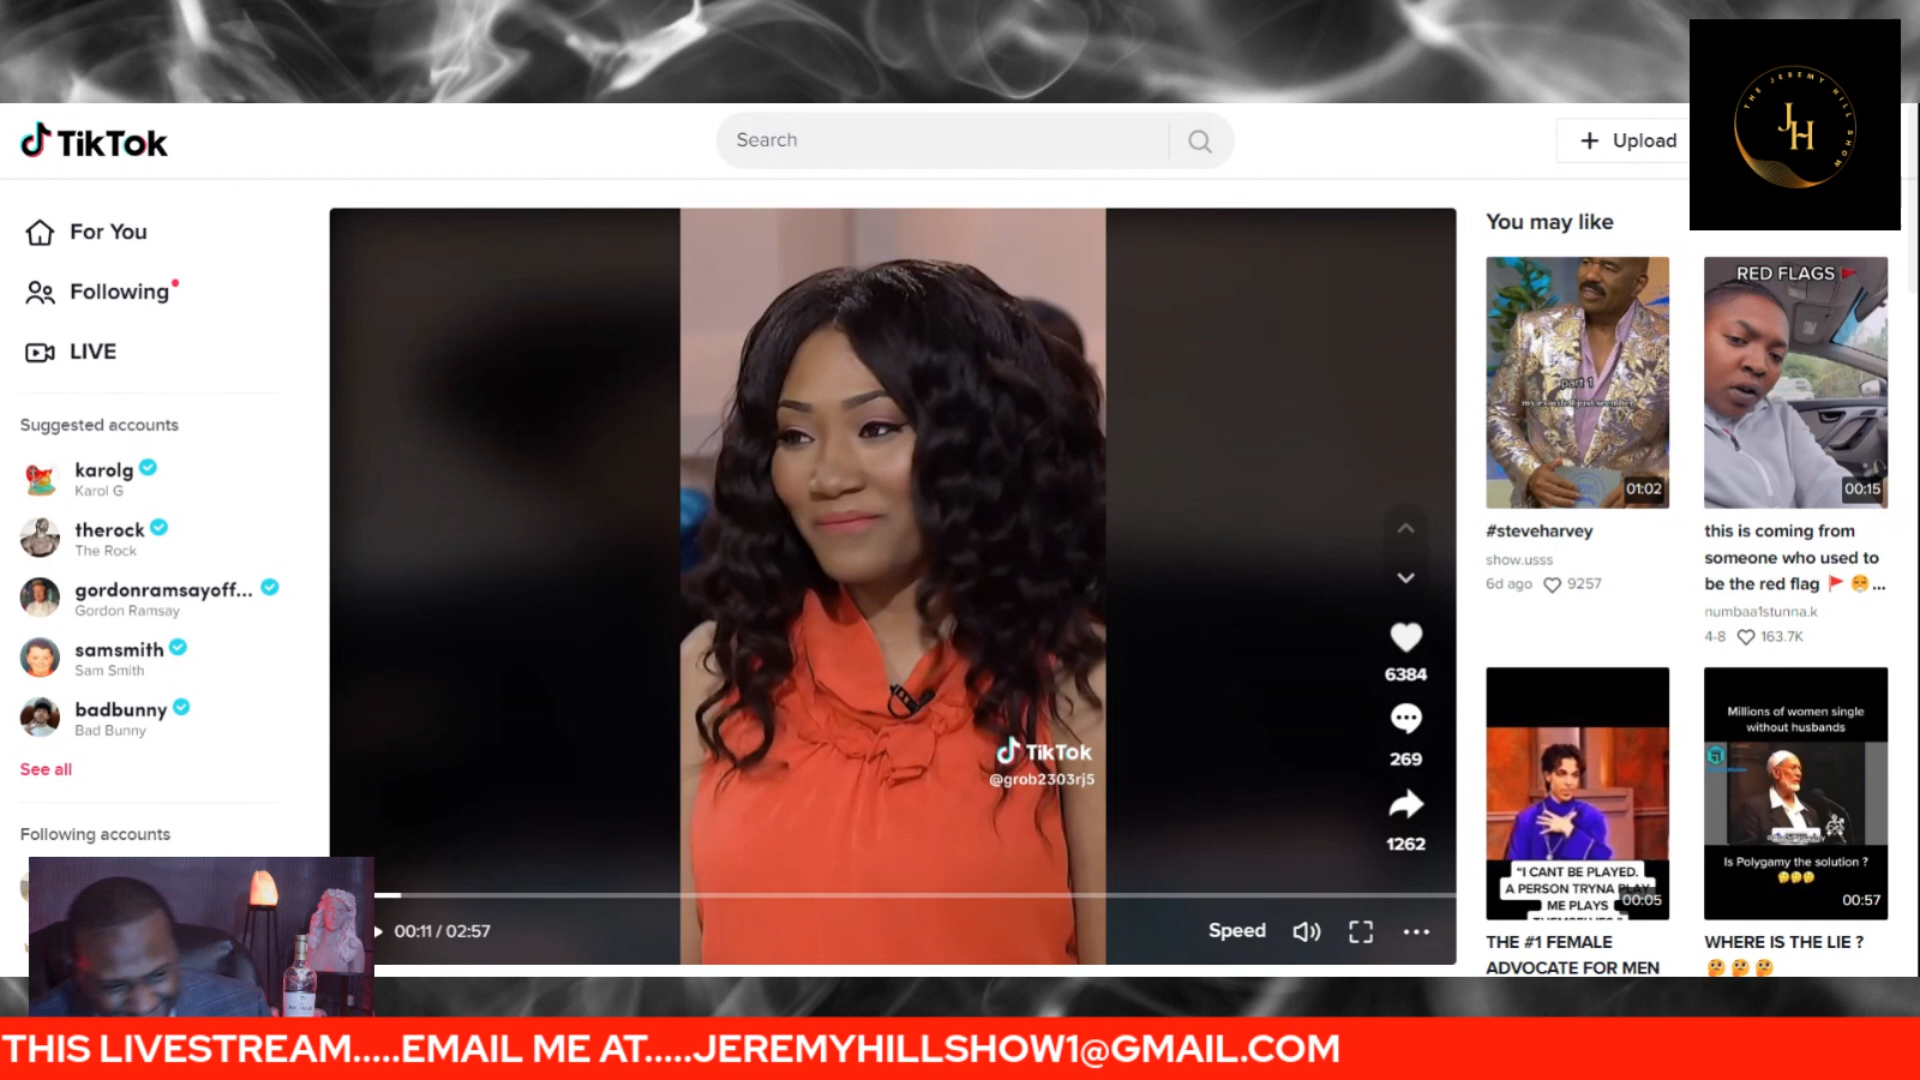 TikTok
Search
Upload
THE JEREMY HILL SHOW
JH
For You
Following
LIVE
Suggested accounts
karolg
Karol G
therock
The Rock
gordonramsayoff...
Gordon Ramsay
samsmith
Sam Smith
badbunny
Bad Bunny
See all
Following accounts
TikTok
@grob2303rj5
6384
269
1262
00:11 / 02:57
Speed
You may like
part 1
01:02
#steveharvey
show.usss
6d ago 9257
RED FLAGS
00:15
this is coming from
someone who used to
be the red flag ...
numbaa1stunna.k
4-8 163.7K
"I CANT BE PLAYED.
A PERSON TRYNA PLAY
ME PLAYS
00:05
THE #1 FEMALE
ADVOCATE FOR MEN
Millions of women single
without husbands
Is Polygamy the solution ?
00:57
WHERE IS THE LIE ?
THIS LIVESTREAM.....EMAIL ME AT.....JEREMYHILLSHOW1@GMAIL.COM